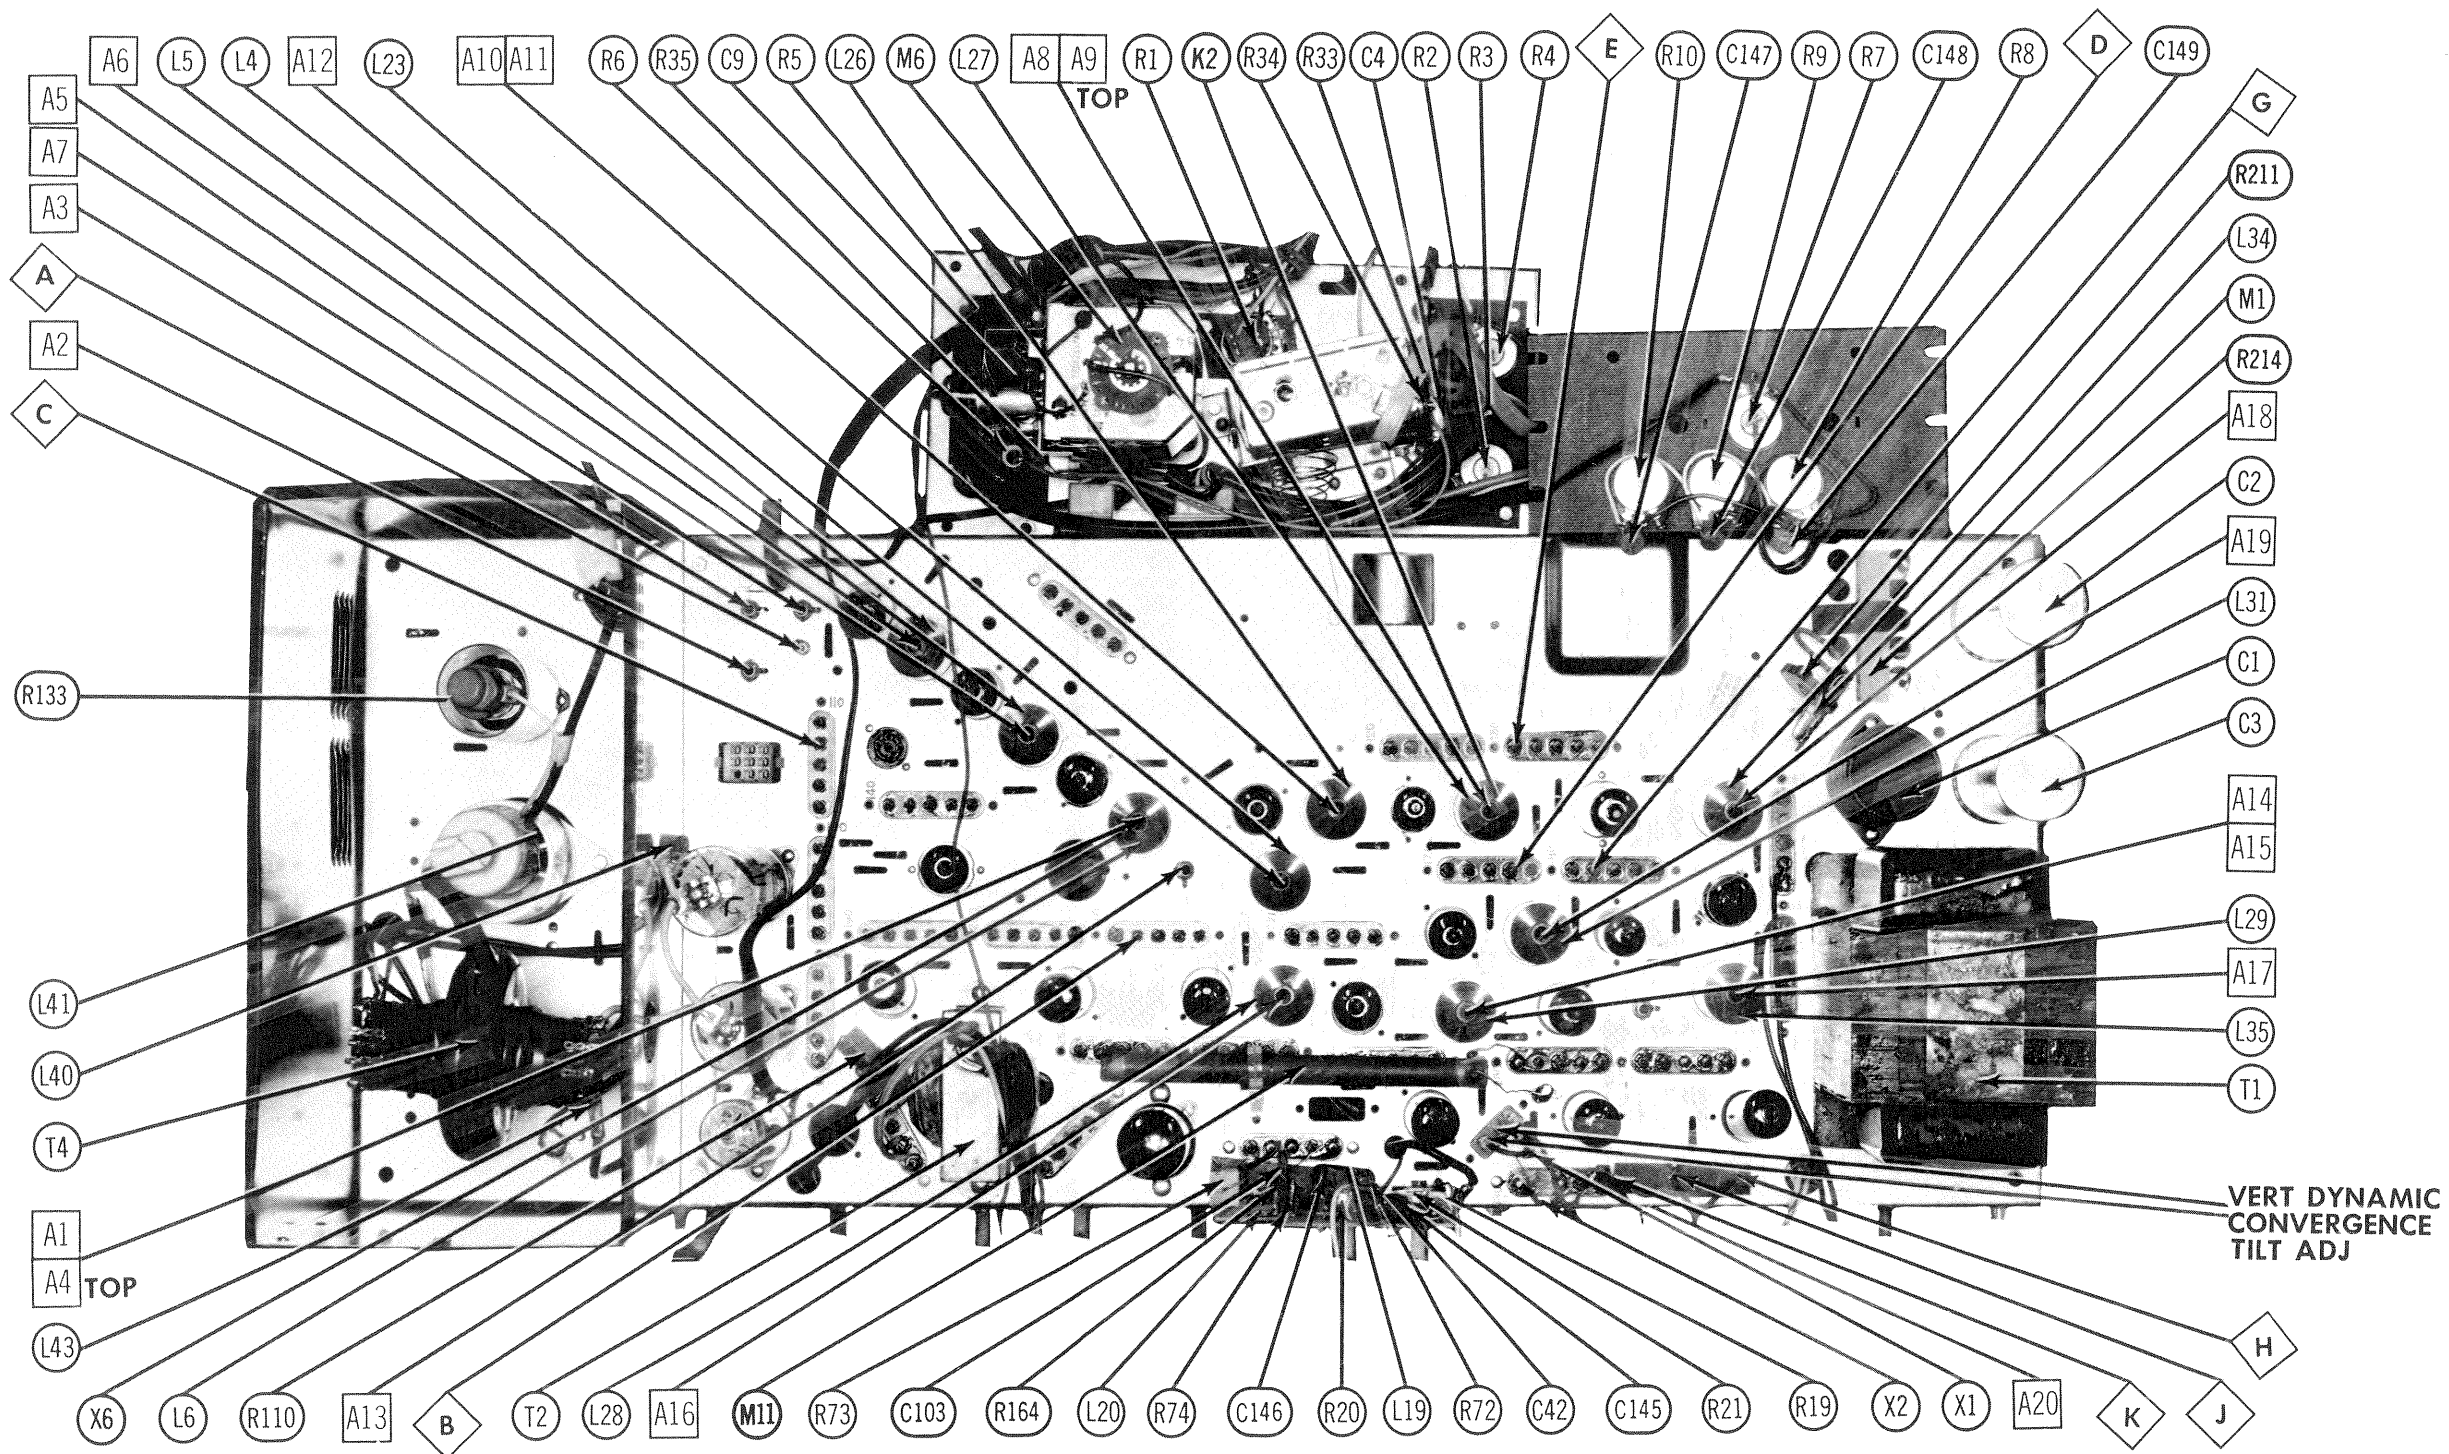 A6 L5 L4 A12 L23 A10 A11 R6 R35 C9 R5 L26 M6 L27 A8 A9 R1 K2 R34 R33 C4 R2 R3 R4 E R10 C147 R9 R7 C148 R8 D C149
TOP
A5
A7
A3
A
A2
C
R133
L41
L40
T4
A1
A4 TOP
L43
G
R211
L34
M1
R214
A18
C2
A19
L31
C1
C3
A14
A15
L29
A17
L35
T1
VERT DYNAMIC
CONVERGENCE
TILT ADJ
H
X6 L6 R110 A13 B T2 L28 A16 M11 R73 C103 R164 L20 R74 C146 R20 L19 R72 C42 C145 R21 R19 X2 X1 A20 K J
110
140